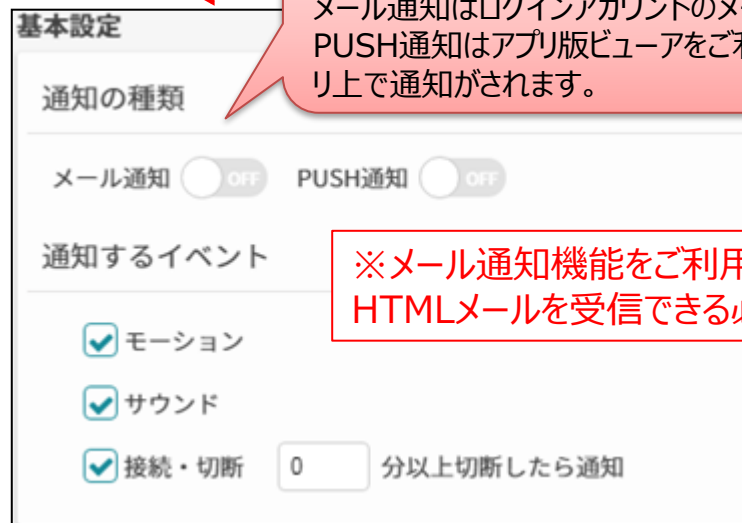 メール通知はログインアカウントのメー
PUSH通知はアプリ版ビューアをご利
リ上で通知がされます。
基本設定
通知の種類
メール通知 OFF PUSH通知 OFF
通知するイベント
※メール通知機能をご利用
HTMLメールを受信できる
モーション
サウンド
接続・切断 0 分以上切断したら通知